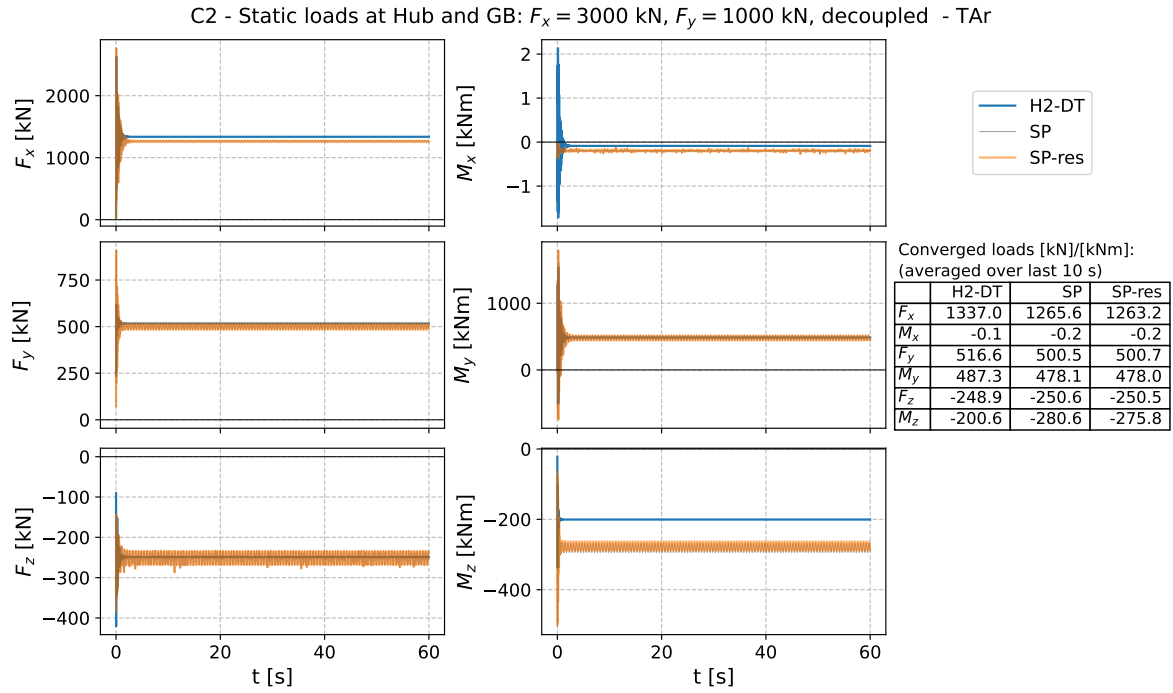 C2 - Static loads at Hub and GB: $F_x = 3000$ kN, $F_y = 1000$ kN, decoupled - TAr
$F_x$ [kN]
2000
1000
0
$M_x$ [kNm]
2
1
0
−1
H2-DT
SP
SP-res
$F_y$ [kN]
750
500
250
0
$M_y$ [kNm]
1000
0
Converged loads [kN]/[kNm]:
(averaged over last 10 s)
H2-DT SP SP-res
$F_x$ 1337.0 1265.6 1263.2
$M_x$ -0.1 -0.2 -0.2
$F_y$ 516.6 500.5 500.7
$M_y$ 487.3 478.1 478.0
$F_z$ -248.9 -250.6 -250.5
$M_z$ -200.6 -280.6 -275.8
$F_z$ [kN]
0
−100
−200
−300
−400
0 20 40 60
t [s]
$M_z$ [kNm]
0
−200
−400
0 20 40 60
t [s]